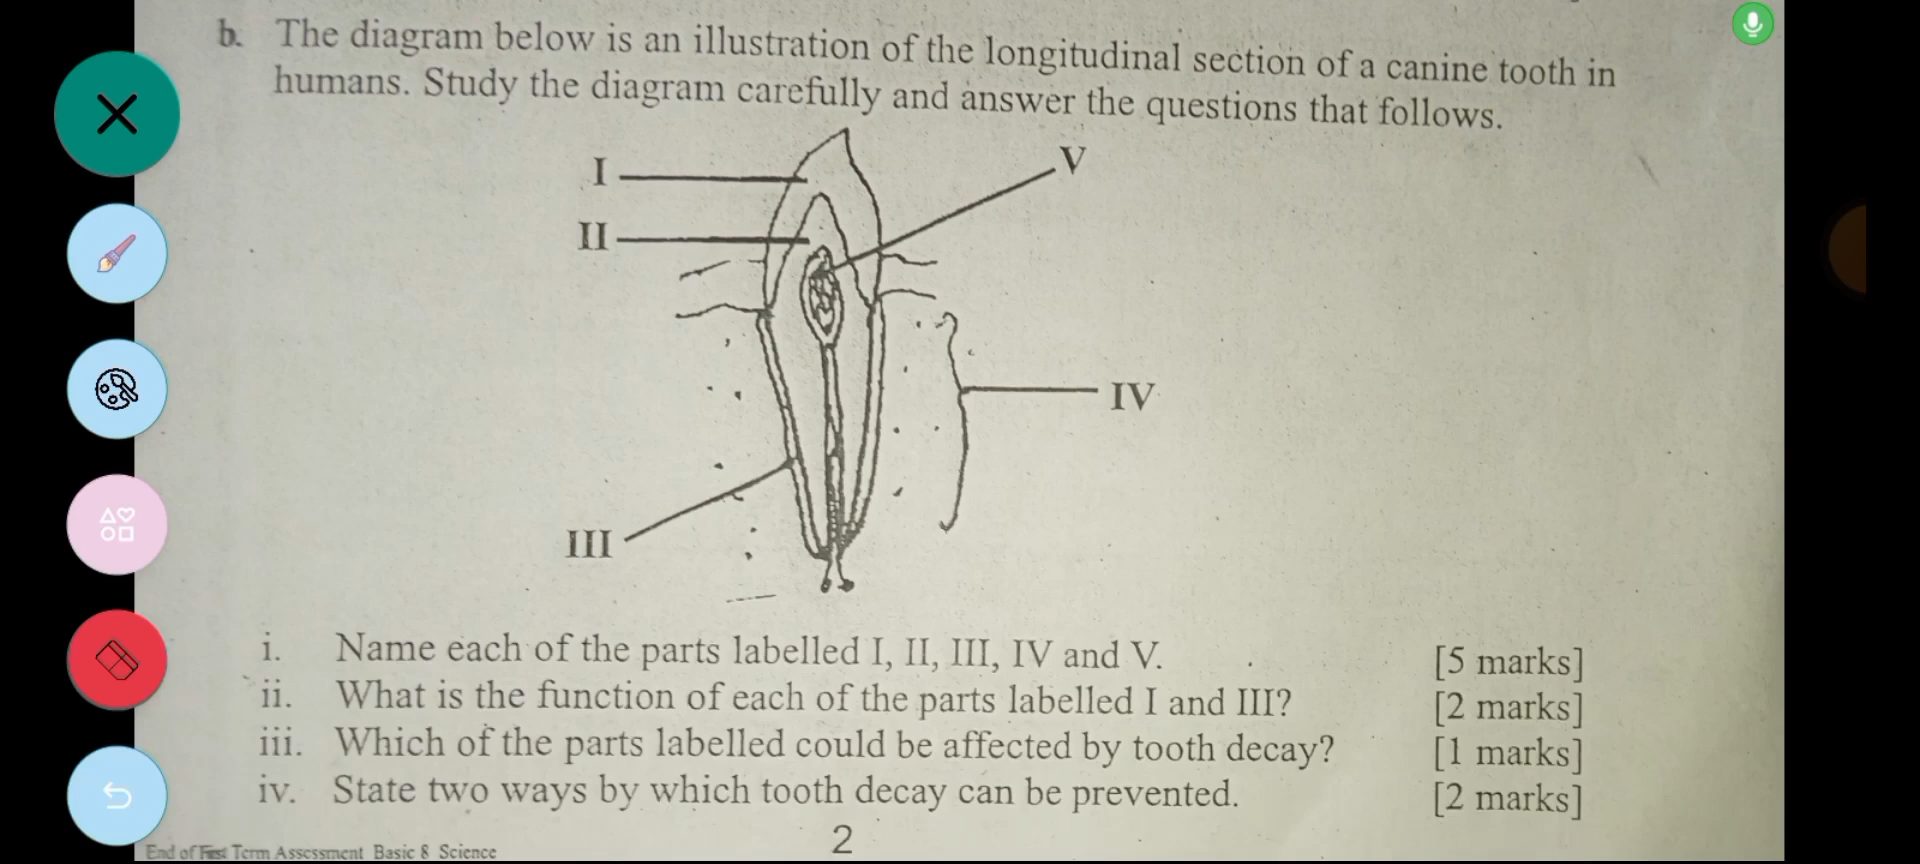 b. The diagram below is an illustration of the longitudinal section of a canine tooth in
humans. Study the diagram carefully and answer the questions that follows.
I
V
II
IV
III
i. Name each of the parts labelled I, II, III, IV and V. [5 marks]
ii. What is the function of each of the parts labelled I and III? [2 marks]
iii. Which of the parts labelled could be affected by tooth decay? [1 marks]
iv. State two ways by which tooth decay can be prevented. [2 marks]
2
End of First Term Assessment Basic 8 Science